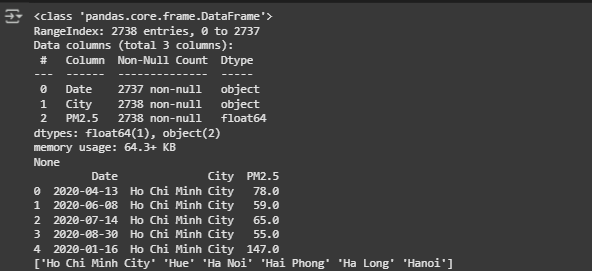 <class 'pandas.core.frame.DataFrame'>
RangeIndex: 2738 entries, 0 to 2737
Data columns (total 3 columns):
 #   Column  Non-Null Count  Dtype
---  ------  --------------  -----
 0   Date    2737 non-null   object
 1   City    2738 non-null   object
 2   PM2.5   2738 non-null   float64
dtypes: float64(1), object(2)
memory usage: 64.3+ KB
None
         Date              City  PM2.5
0  2020-04-13  Ho Chi Minh City   78.0
1  2020-06-08  Ho Chi Minh City   59.0
2  2020-07-14  Ho Chi Minh City   65.0
3  2020-08-30  Ho Chi Minh City   55.0
4  2020-01-16  Ho Chi Minh City  147.0
['Ho Chi Minh City' 'Hue' 'Ha Noi' 'Hai Phong' 'Ha Long' 'Hanoi']